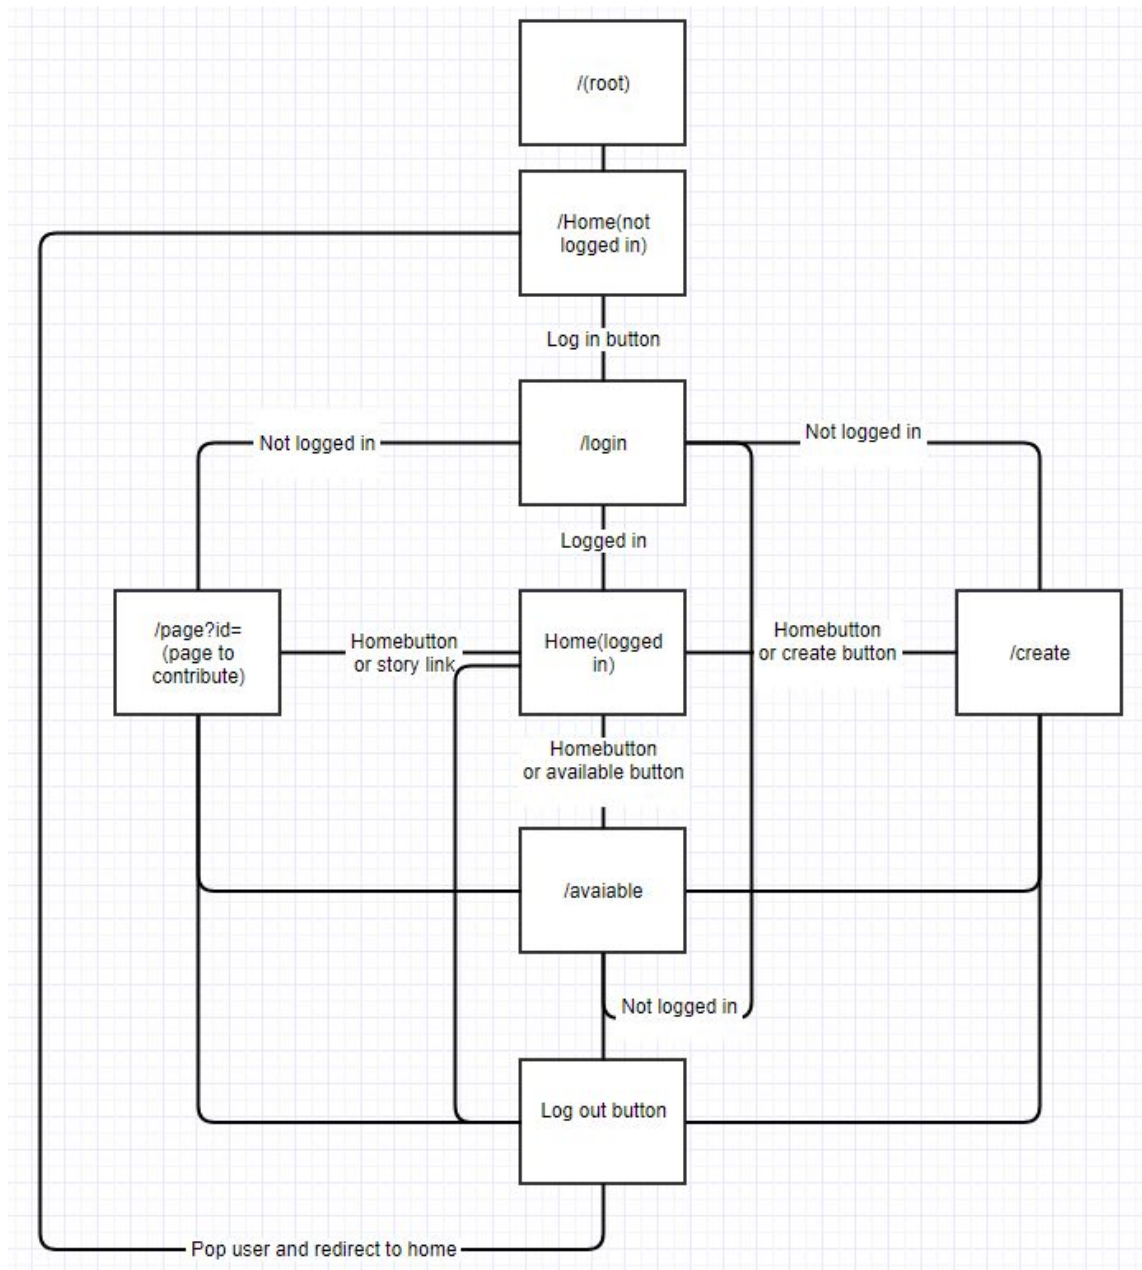 /(root)
/Home(not
logged in)
Log in button
Not logged in
/login
Not logged in
Logged in
/page?id=
(page to
contribute)
Homebutton
or story link
Home(logged
in)
Homebutton
or create button
/create
Homebutton
or available button
/avaiable
Not logged in
Log out button
Pop user and redirect to home